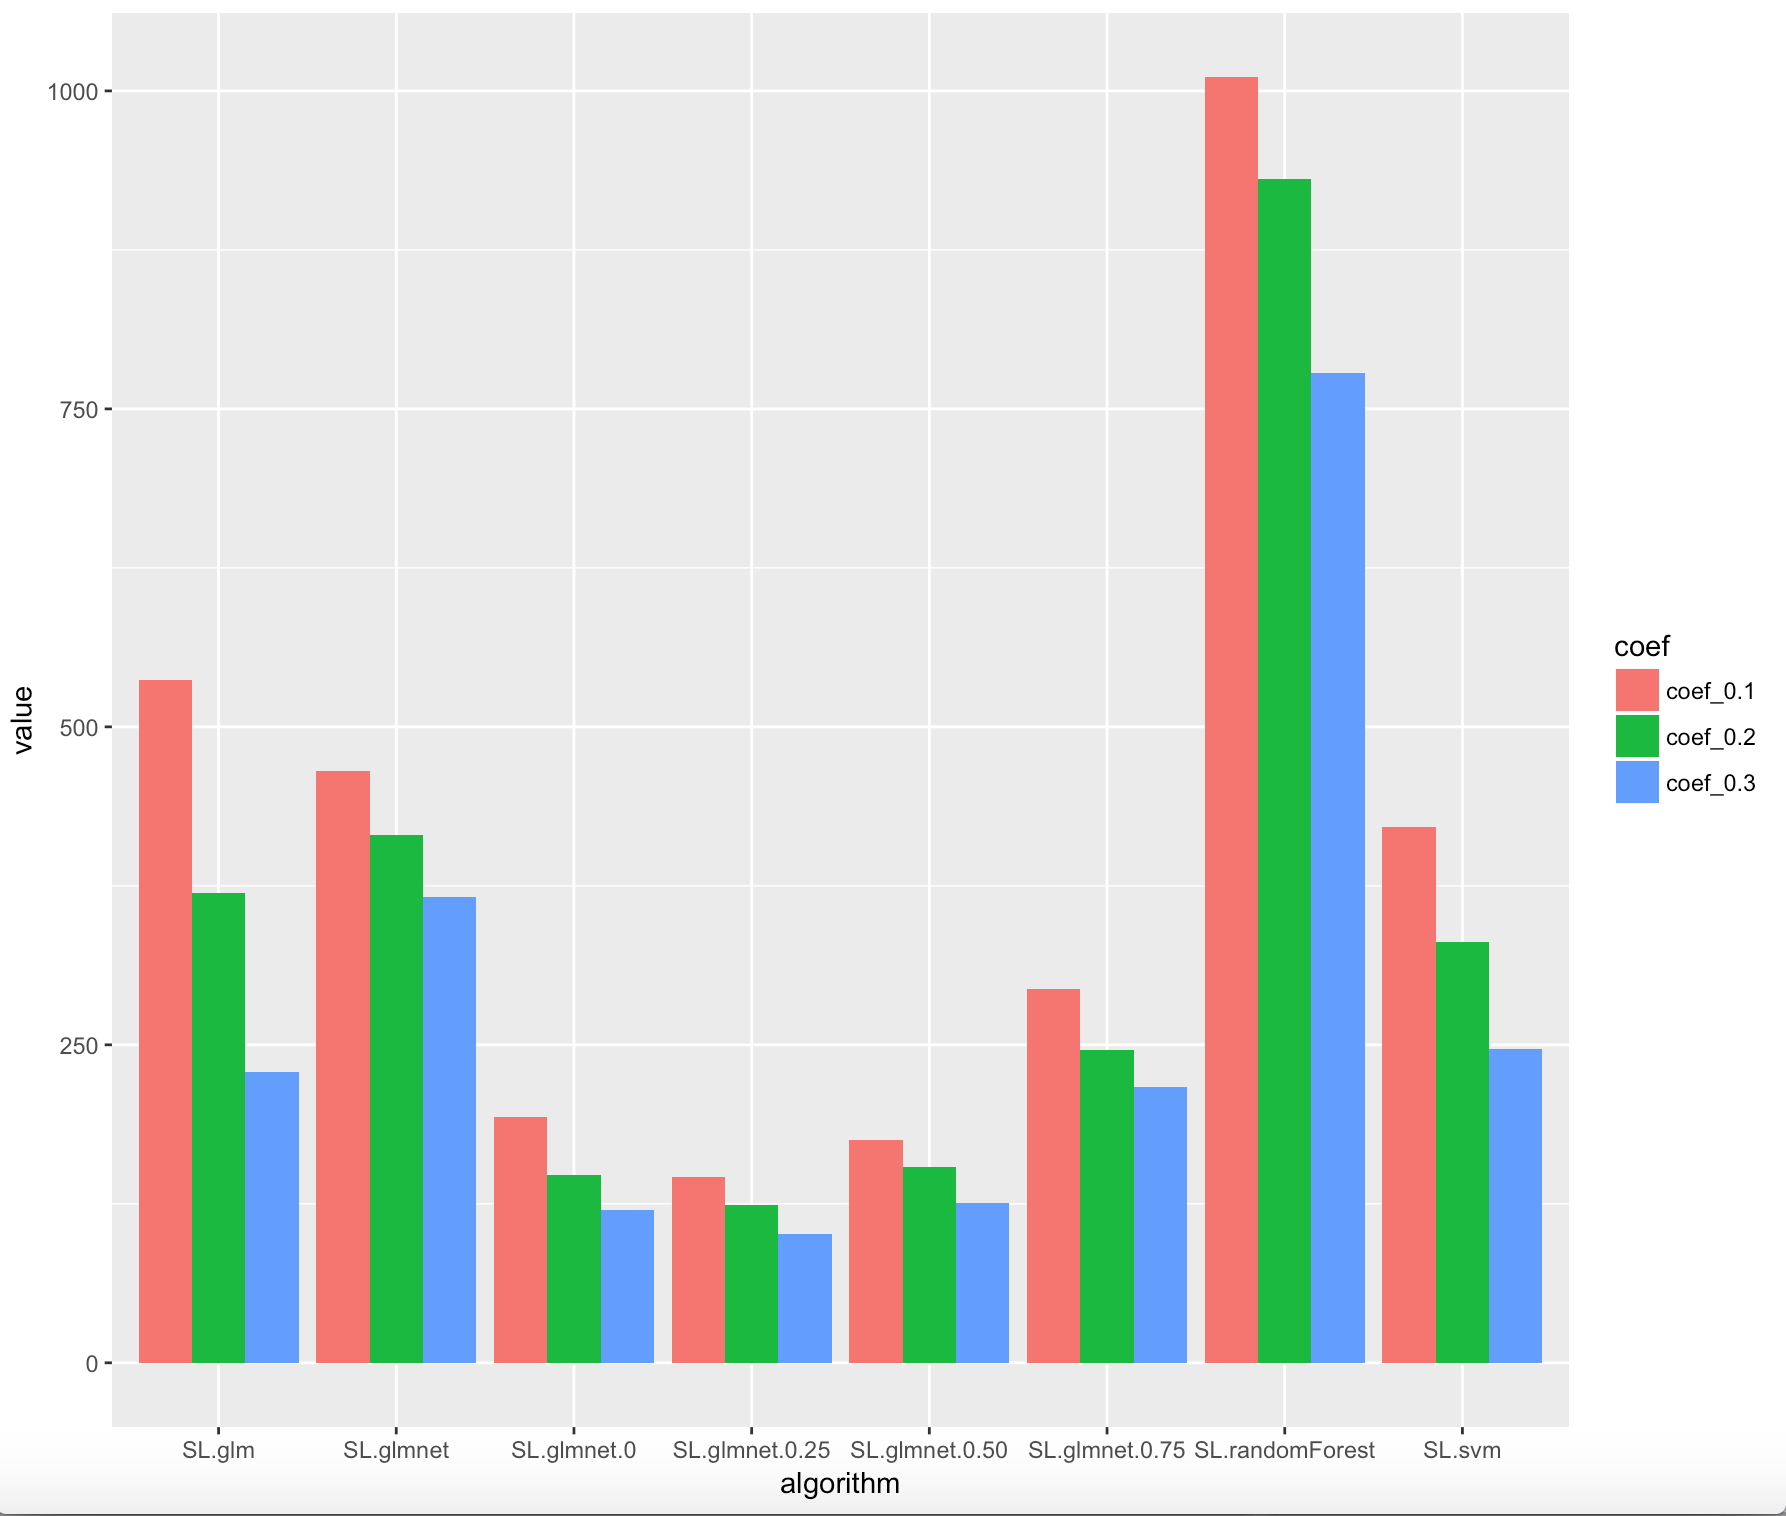 1000
750
500
250
0
value
SL.glm SL.glmnet SL.glmnet.0 SL.glmnet.0.25 SL.glmnet.0.50 SL.glmnet.0.75 SL.randomForest SL.svm
algorithm
coef
coef_0.1
coef_0.2
coef_0.3